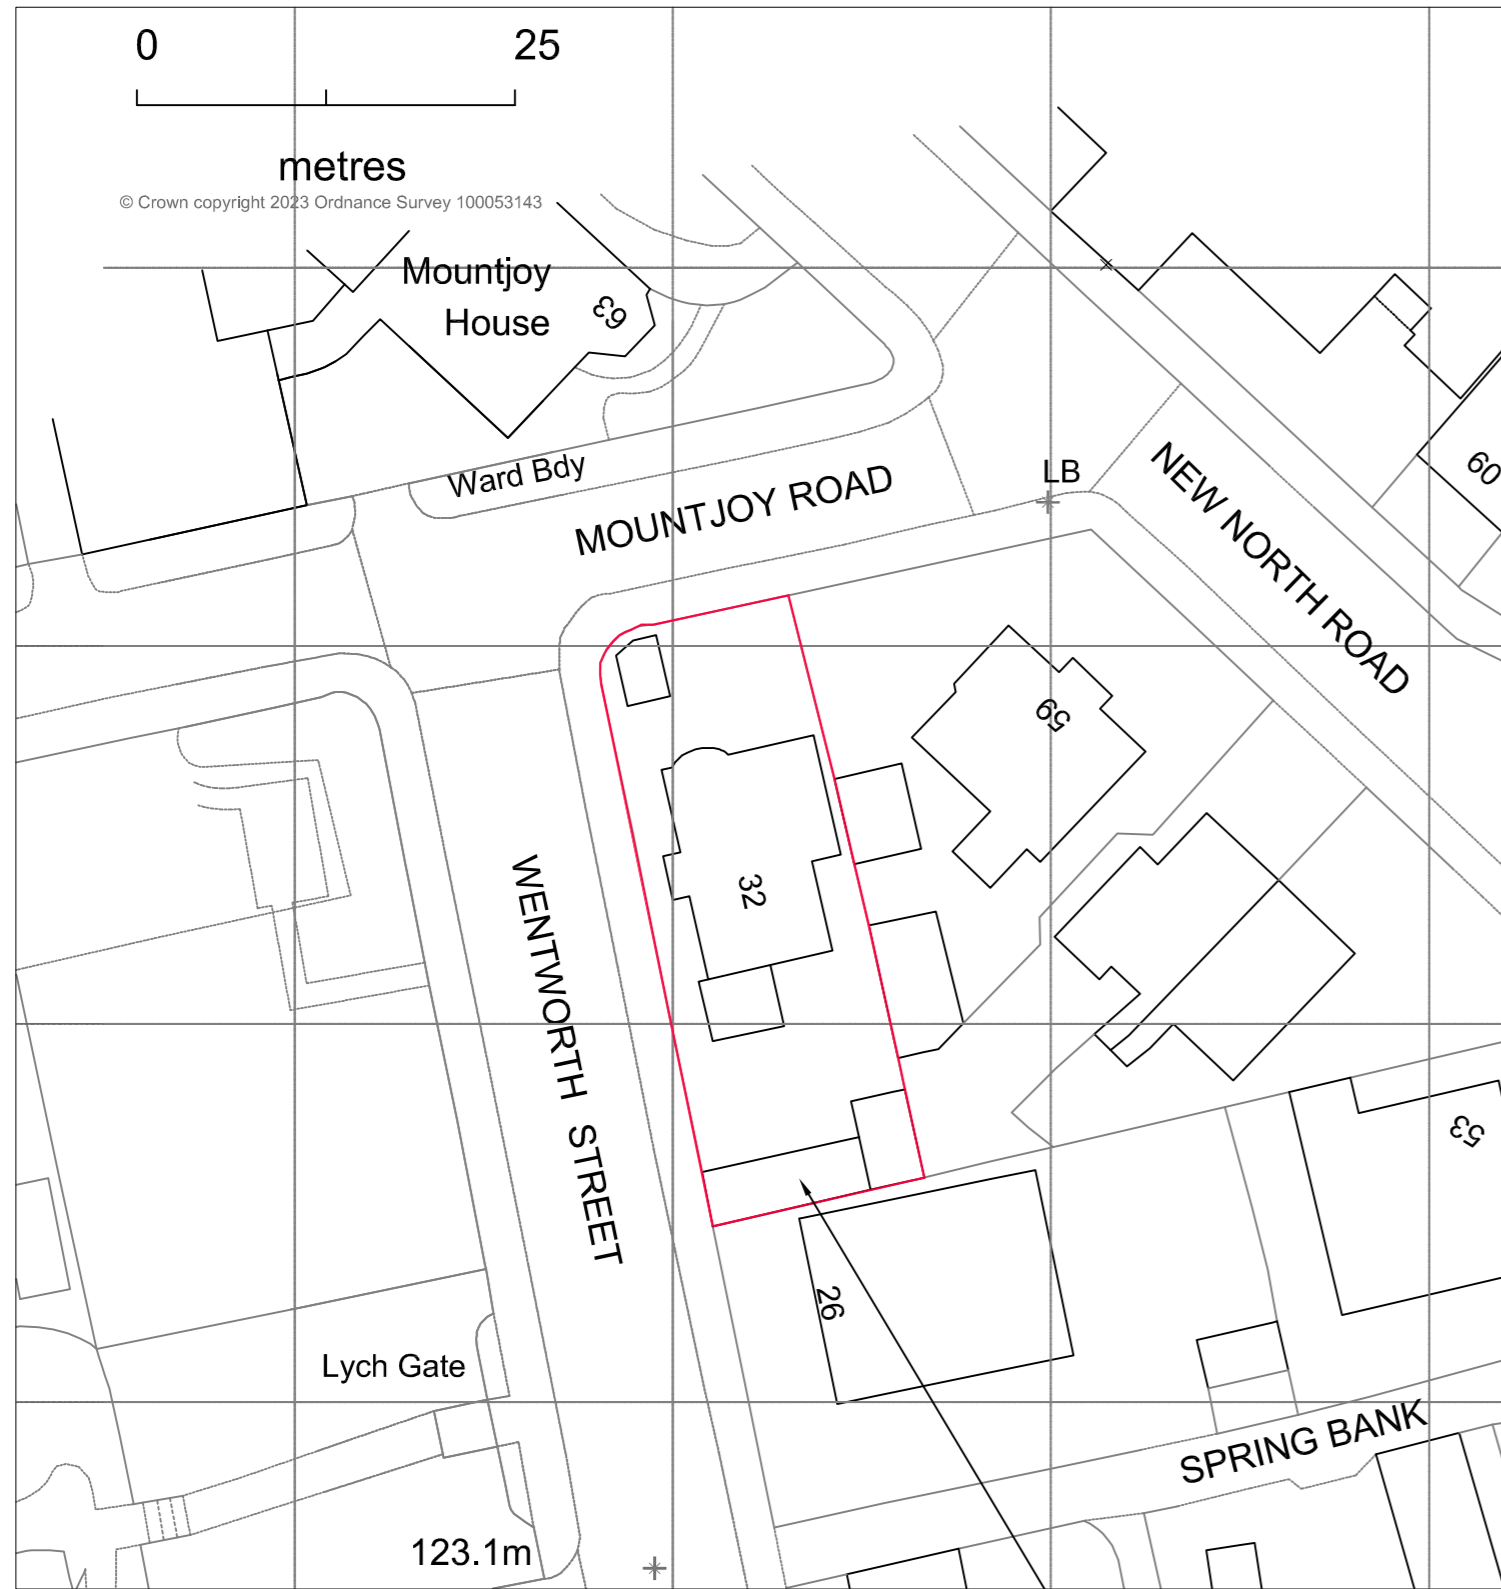 0 25
metres
© Crown copyright 2023 Ordnance Survey 100053143
Mountjoy
House
63
Ward Bdy
MOUNTJOY ROAD
LB
NEW NORTH ROAD
60
59
32
WENTWORTH STREET
53
26
Lych Gate
SPRING BANK
123.1m